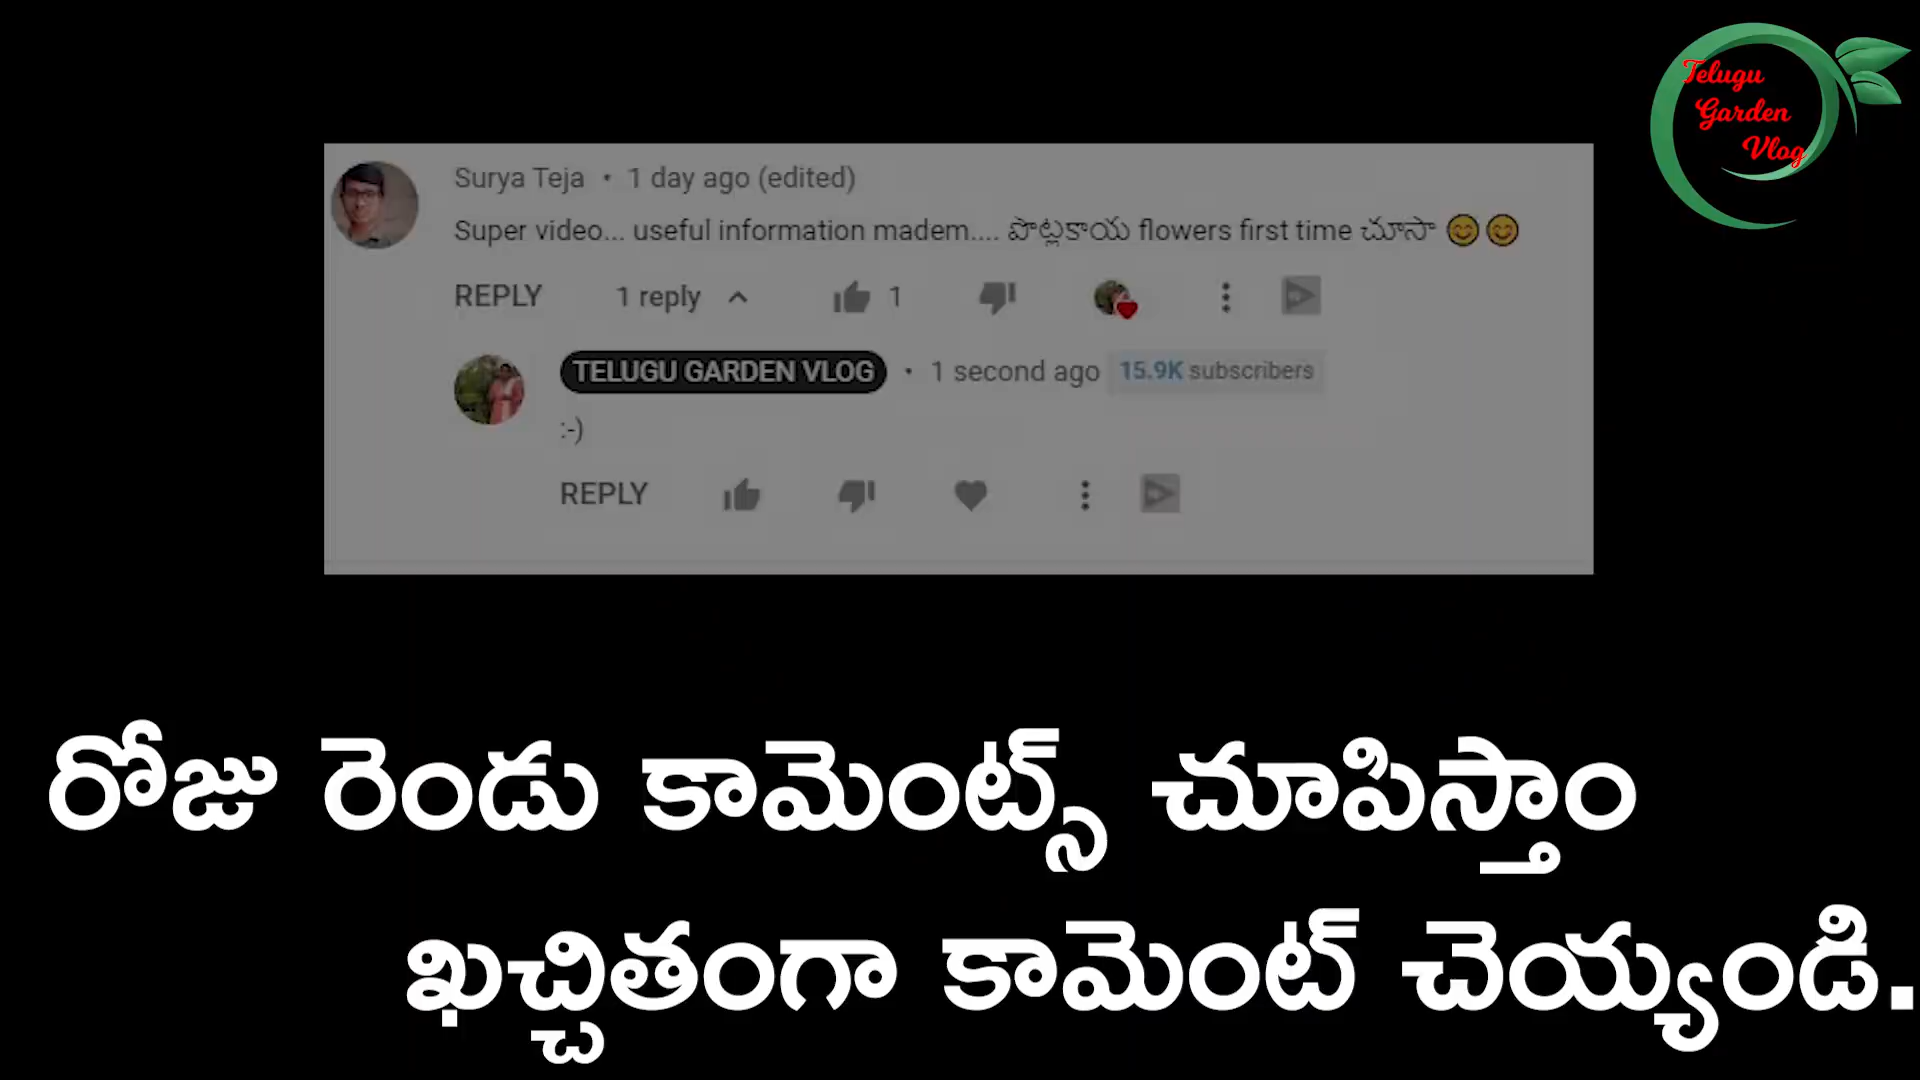 Telugu
Garden
Vlog
Surya Teja • 1 day ago (edited)
Super video... useful information madem.... పొట్లకాయ flowers first time చూసా 😊😊
REPLY 1 reply 1
TELUGU GARDEN VLOG • 1 second ago 15.9K subscribers
:-)
REPLY
రోజు రెండు కామెంట్స్ చూపిస్తాం
ఖచ్చితంగా కామెంట్ చెయ్యండి.